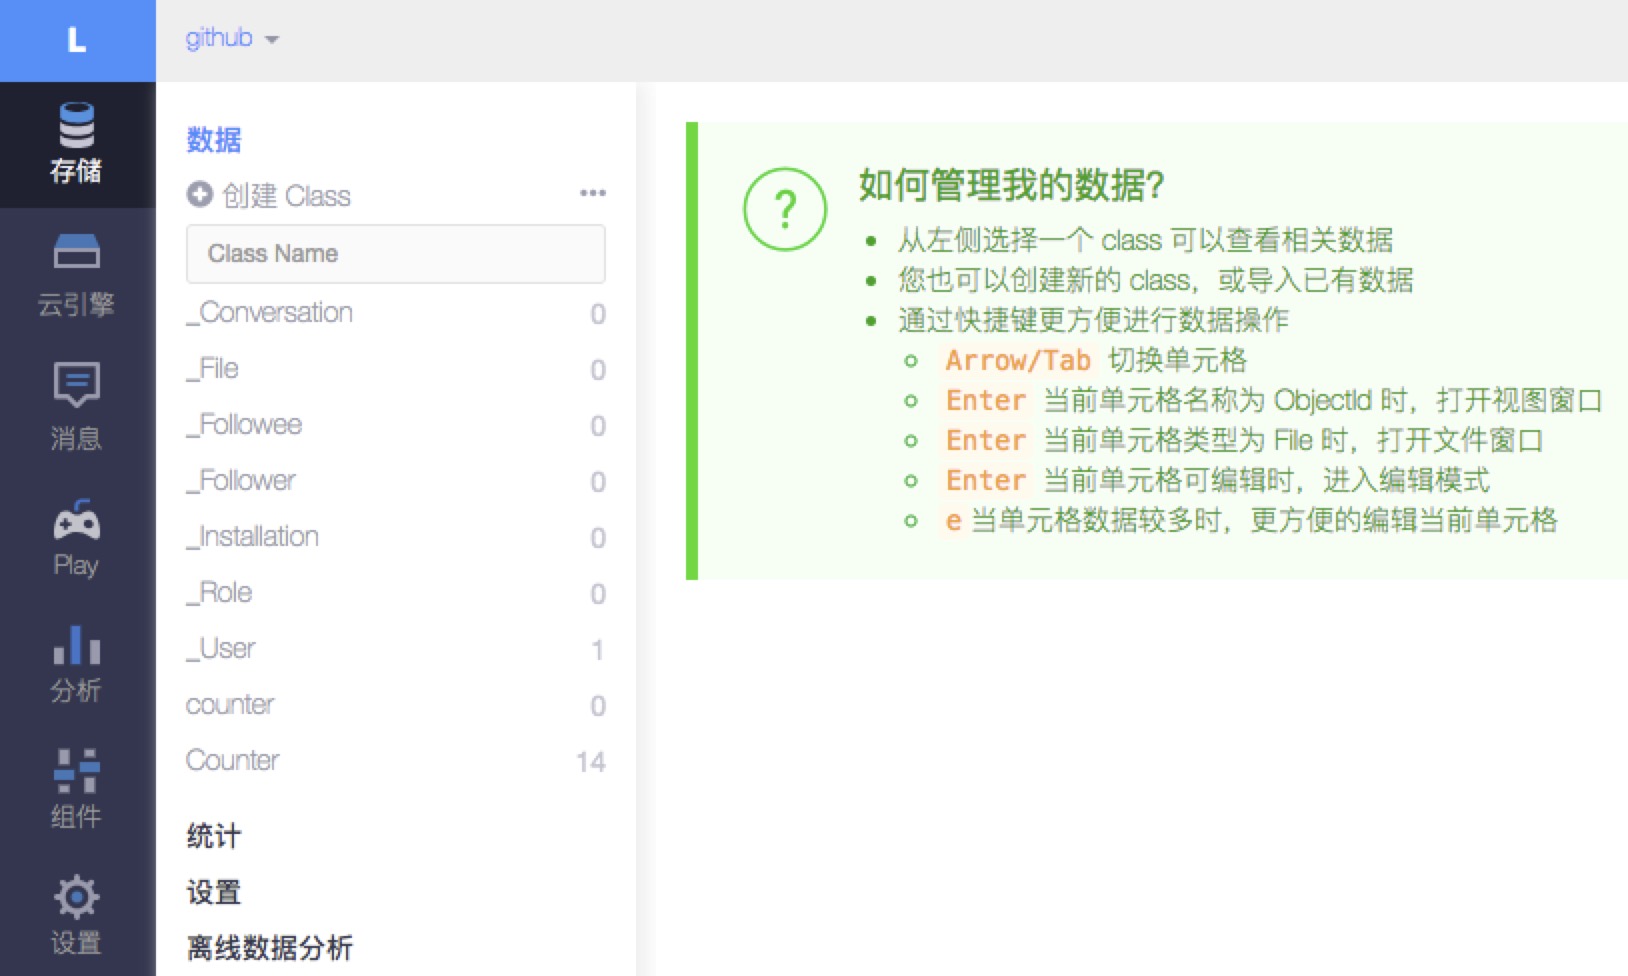 L
github
存储
云引擎
消息
Play
分析
组件
设置
数据
创建 Class
Class Name
_Conversation 0
_File 0
_Followee 0
_Follower 0
_Installation 0
_Role 0
_User 1
counter 0
Counter 14
统计
设置
离线数据分析
如何管理我的数据?
从左侧选择一个 class 可以查看相关数据
您也可以创建新的 class，或导入已有数据
通过快捷键更方便进行数据操作
Arrow/Tab 切换单元格
Enter 当前单元格名称为 ObjectId 时，打开视图窗口
Enter 当前单元格类型为 File 时，打开文件窗口
Enter 当前单元格可编辑时，进入编辑模式
e 当单元格数据较多时，更方便的编辑当前单元格